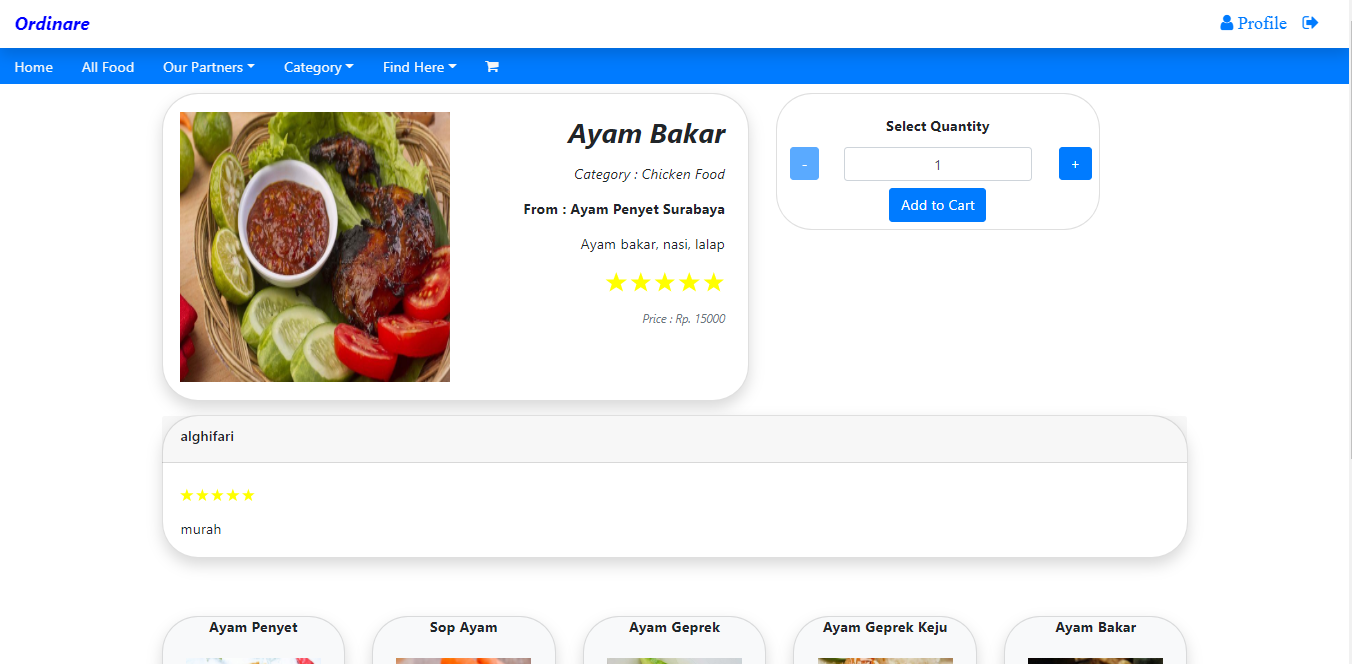 Ordinare
Profile
Home All Food Our Partners Category Find Here
Ayam Bakar
Category : Chicken Food
From : Ayam Penyet Surabaya
Ayam bakar, nasi, lalap
Price : Rp. 15000
Select Quantity
- 1 +
Add to Cart
alghifari
murah
Ayam Penyet Sop Ayam Ayam Geprek Ayam Geprek Keju Ayam Bakar